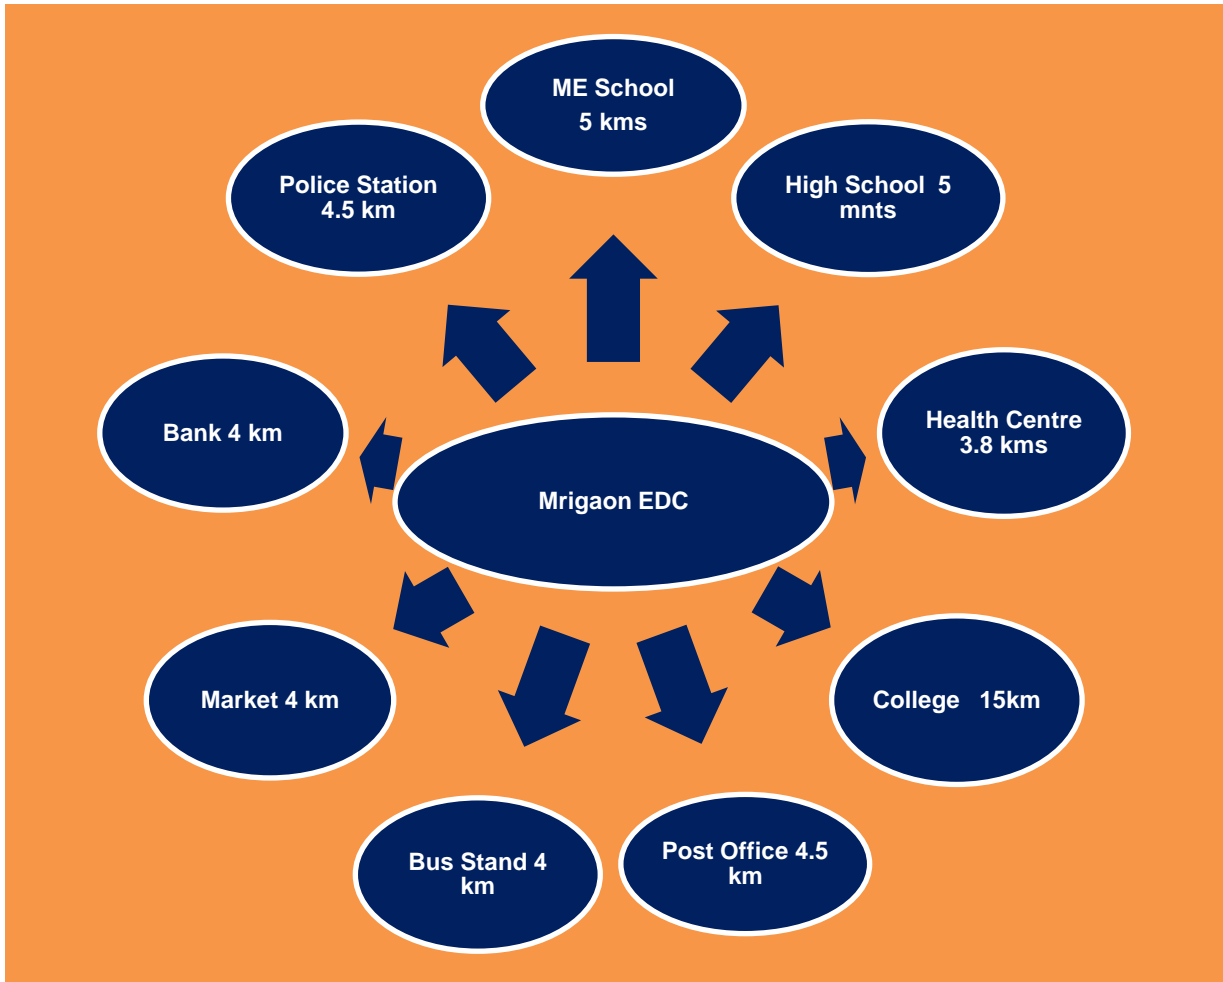 ME School
5 kms
Police Station
4.5 km
High School  5
mnts
Bank 4 km
Health Centre
3.8 kms
Mrigaon EDC
Market 4 km
College   15km
Bus Stand 4
km
Post Office 4.5
km